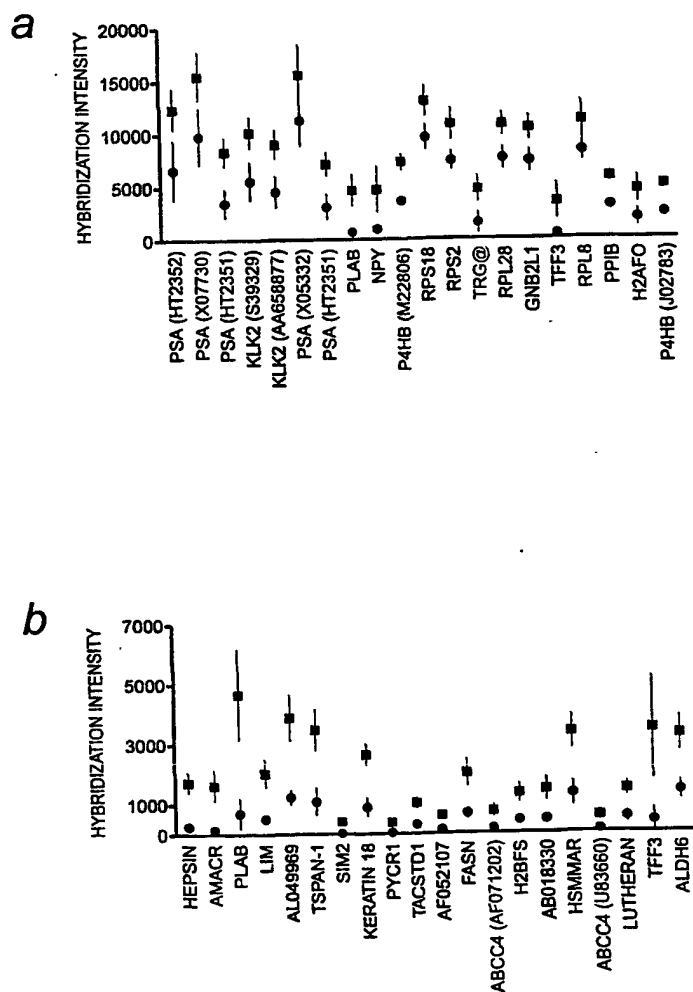 a
HYBRIDIZATION INTENSITY
20000
15000
10000
5000
0
PSA (HT2352)
PSA (X07730)
PSA (HT2351)
KLK2 (S39329)
KLK2 (AA658877)
PSA (X05332)
PSA (HT2351)
PLAB
NPY
P4HB (M22806)
RPS18
RPS2
TRG@
RPL28
GNB2L1
TFF3
RPL8
PPIB
H2AFO
P4HB (J02783)
b
HYBRIDIZATION INTENSITY
7000
5000
3000
1000
0
HEPSIN
AMACR
PLAB
LIM
AL049969
TSPAN-1
SIM2
KERATIN 18
PYCR1
TACSTD1
AF052107
FASN
ABCC4 (AF071202)
H2BFS
AB018330
HSMMAR
ABCC4 (U83660)
LUTHERAN
TFF3
ALDH6